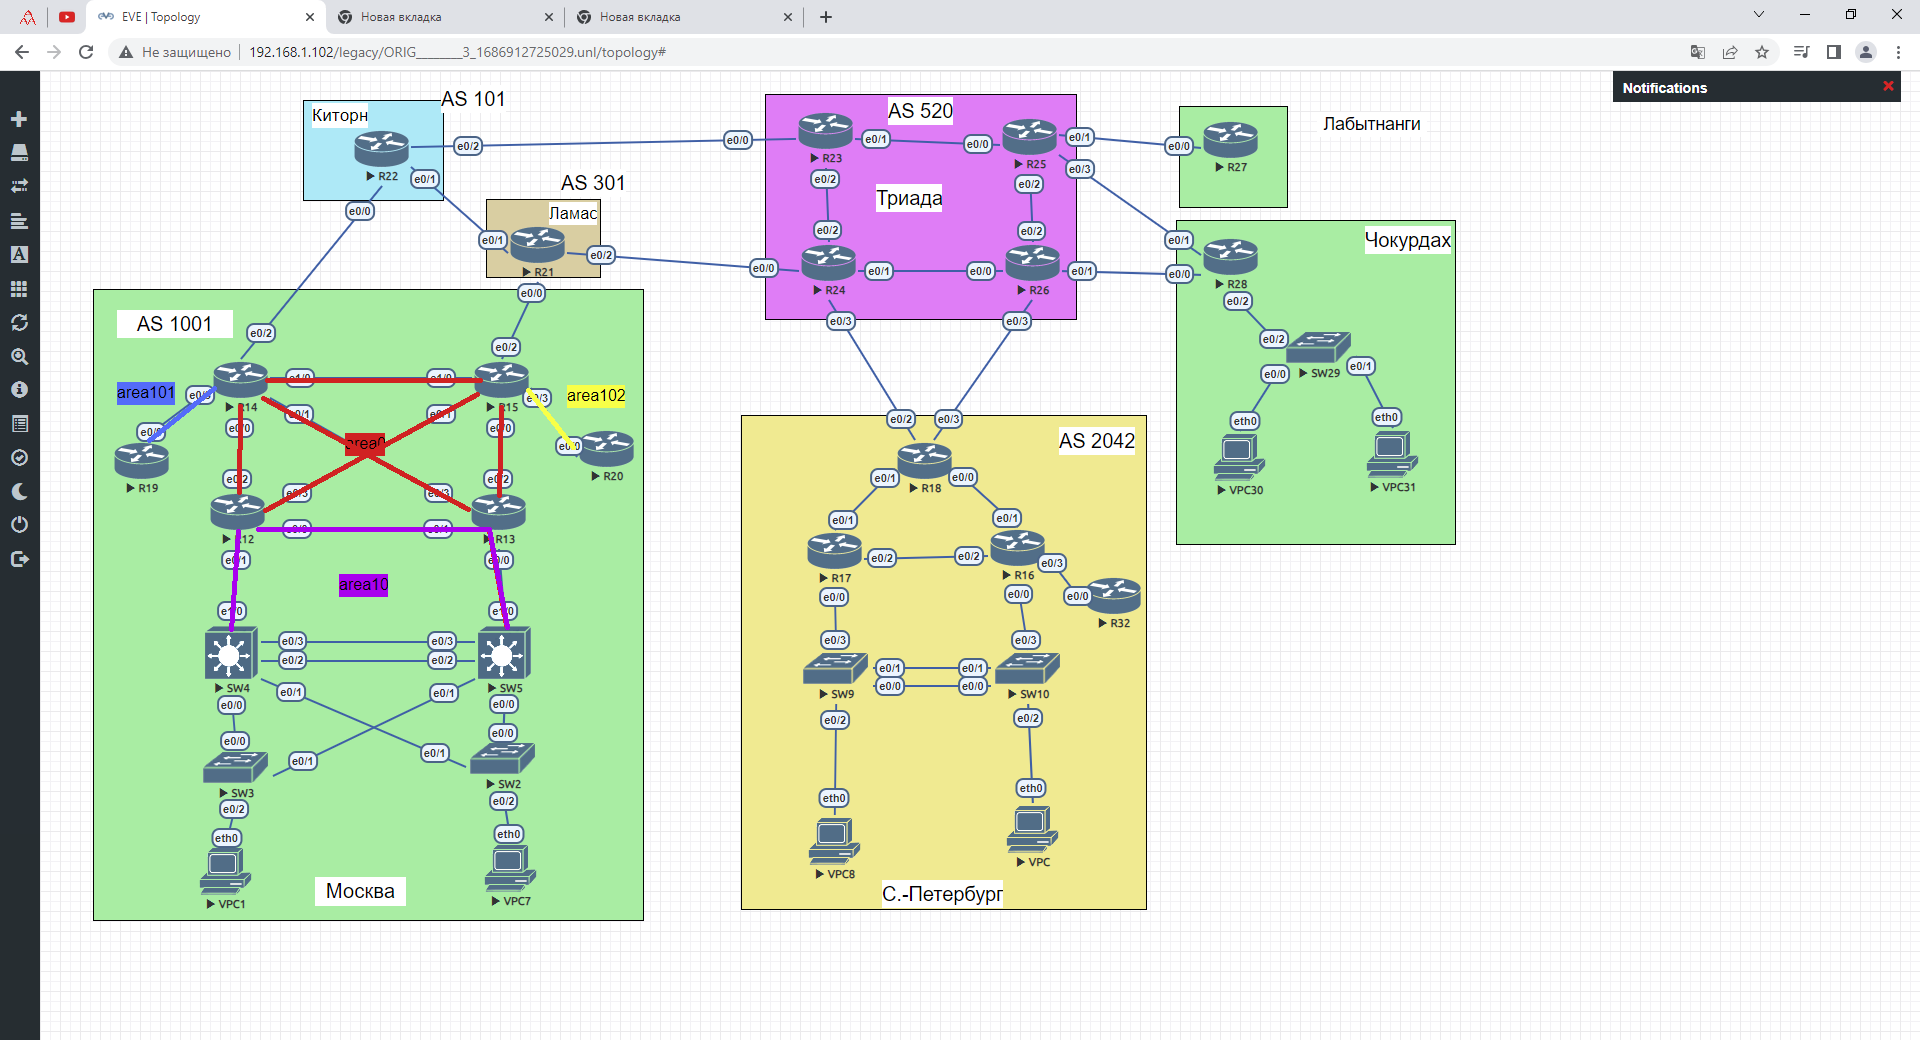 EVE | Topology
Новая вкладка
Новая вкладка
Не защищено
192.168.1.102/legacy/ORIG________3_1686912725029.unl/topology#
Notifications
AS 101
Киторн
R22
e0/2
e0/1
e0/0
AS 301
Ламас
R21
e0/1
e0/2
e0/0
AS 520
Триада
R23
e0/0
e0/1
e0/2
R25
e0/0
e0/1
e0/3
e0/2
R24
e0/2
e0/0
e0/1
e0/3
R26
e0/2
e0/0
e0/1
e0/3
Лабытнанги
R27
e0/0
Чокурдах
R28
e0/1
e0/0
e0/2
SW29
e0/2
e0/1
e0/0
eth0
eth0
VPC30
VPC31
AS 1001
e0/2
e0/2
area101
area102
R14
R15
area0
R19
R20
R12
R13
area10
SW4
SW5
e0/3
e0/3
e0/2
e0/2
e0/1
e0/1
e0/0
e0/0
e0/0
e0/0
e0/1
e0/1
SW3
SW2
e0/2
e0/2
eth0
eth0
VPC1
VPC7
Москва
AS 2042
e0/2
e0/3
R18
e0/1
e0/0
e0/1
e0/1
R17
e0/2
e0/2
R16
e0/3
e0/0
R32
e0/0
e0/0
e0/3
e0/3
SW9
e0/1
e0/1
e0/0
e0/0
SW10
e0/2
e0/2
eth0
eth0
VPC8
VPC
С.-Петербург